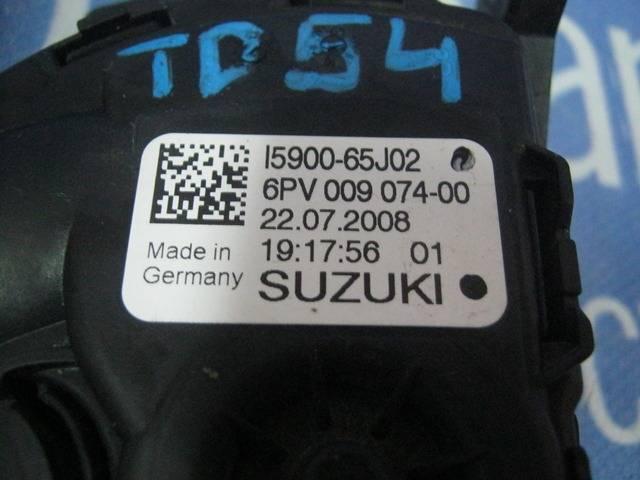 TD54
I5900-65J02
6PV 009 074-00
22.07.2008
Made in Germany
19:17:56 01
SUZUKI